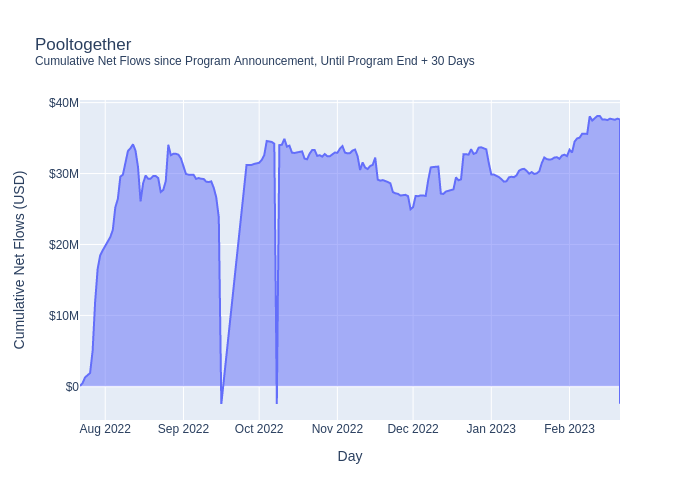 Pooltogether
Cumulative Net Flows since Program Announcement, Until Program End + 30 Days
Cumulative Net Flows (USD)
$40M
$30M
$20M
$10M
$0
Aug 2022
Sep 2022
Oct 2022
Nov 2022
Dec 2022
Jan 2023
Feb 2023
Day